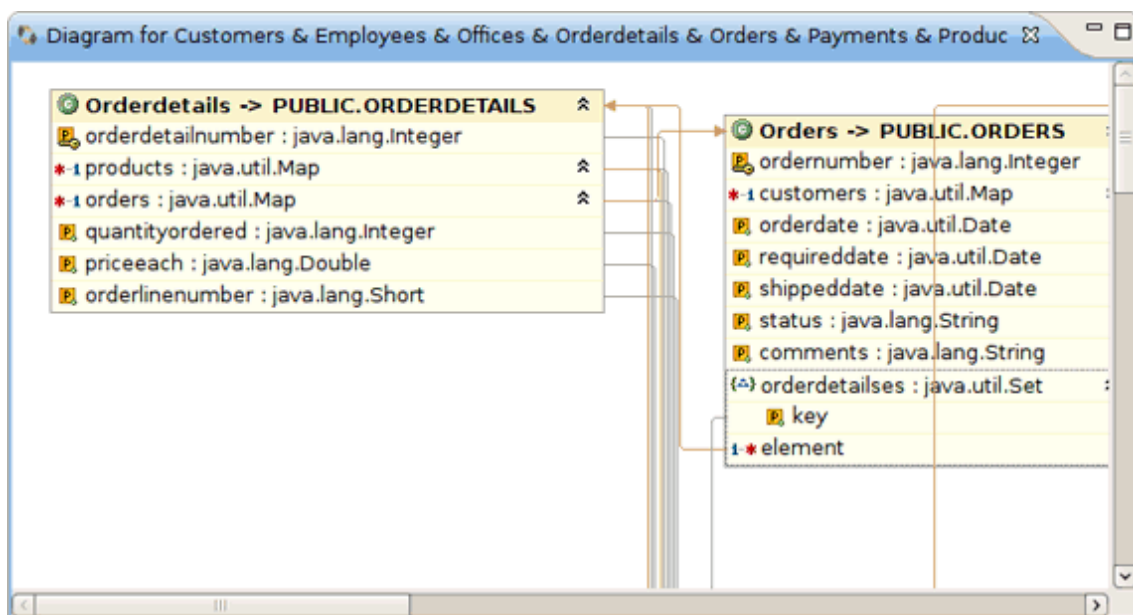 Diagram for Customers & Employees & Offices & Orderdetails & Orders & Payments & Produc
Orderdetails -> PUBLIC.ORDERDETAILS
orderdetailnumber : java.lang.Integer
*-1 products : java.util.Map
*-1 orders : java.util.Map
quantityordered : java.lang.Integer
priceeach : java.lang.Double
orderlinenumber : java.lang.Short
Orders -> PUBLIC.ORDERS
ordernumber : java.lang.Integer
*-1 customers : java.util.Map
orderdate : java.util.Date
requireddate : java.util.Date
shippeddate : java.util.Date
status : java.lang.String
comments : java.lang.String
orderdetailses : java.util.Set
key
1-* element